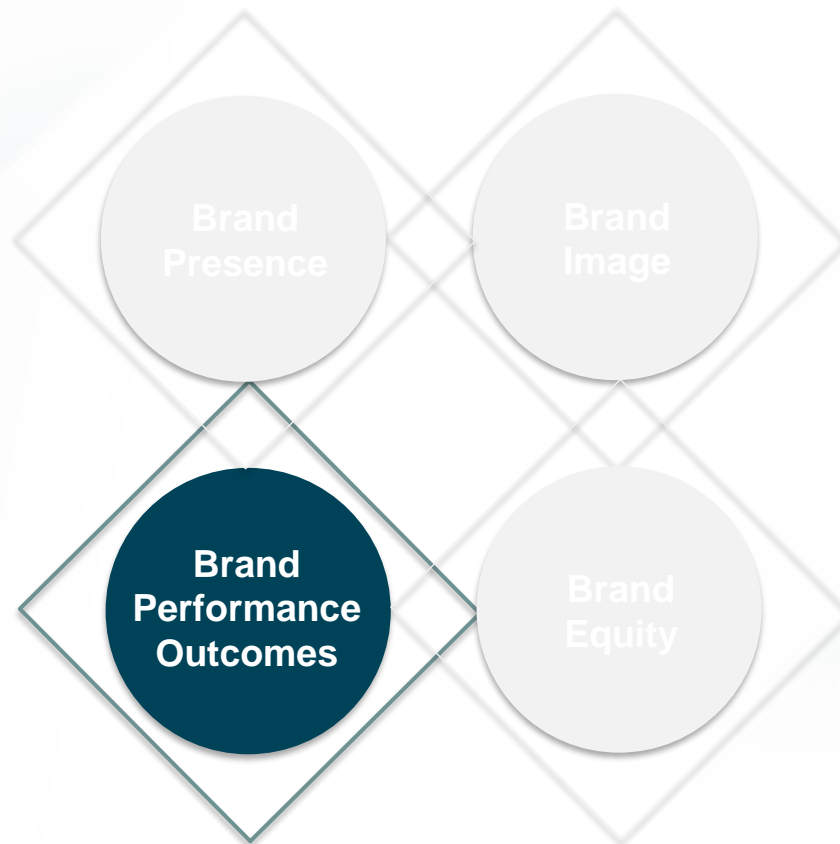 Brand
Presence
Brand
Image
Brand
Performance
Outcomes
Brand
Equity